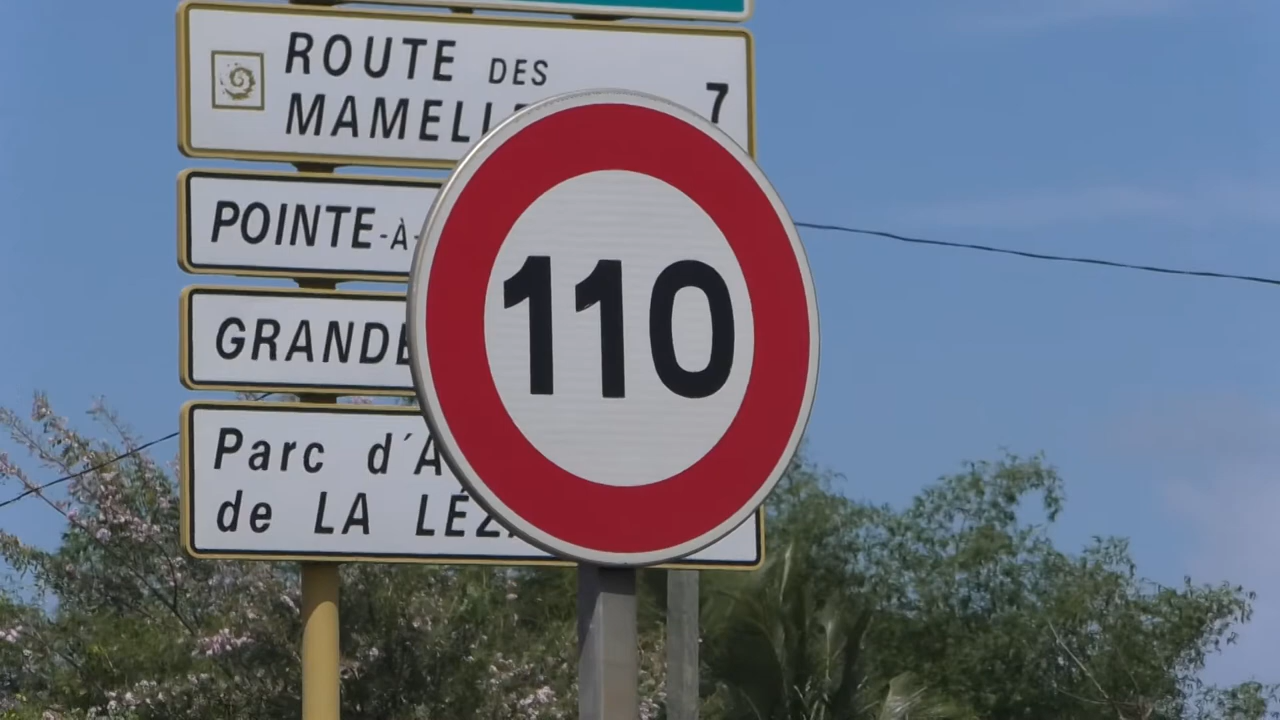 ROUTE DES 7
MAMELL
POINTE-À-
GRANDE
Parc d'A
de LA LÉZ
110